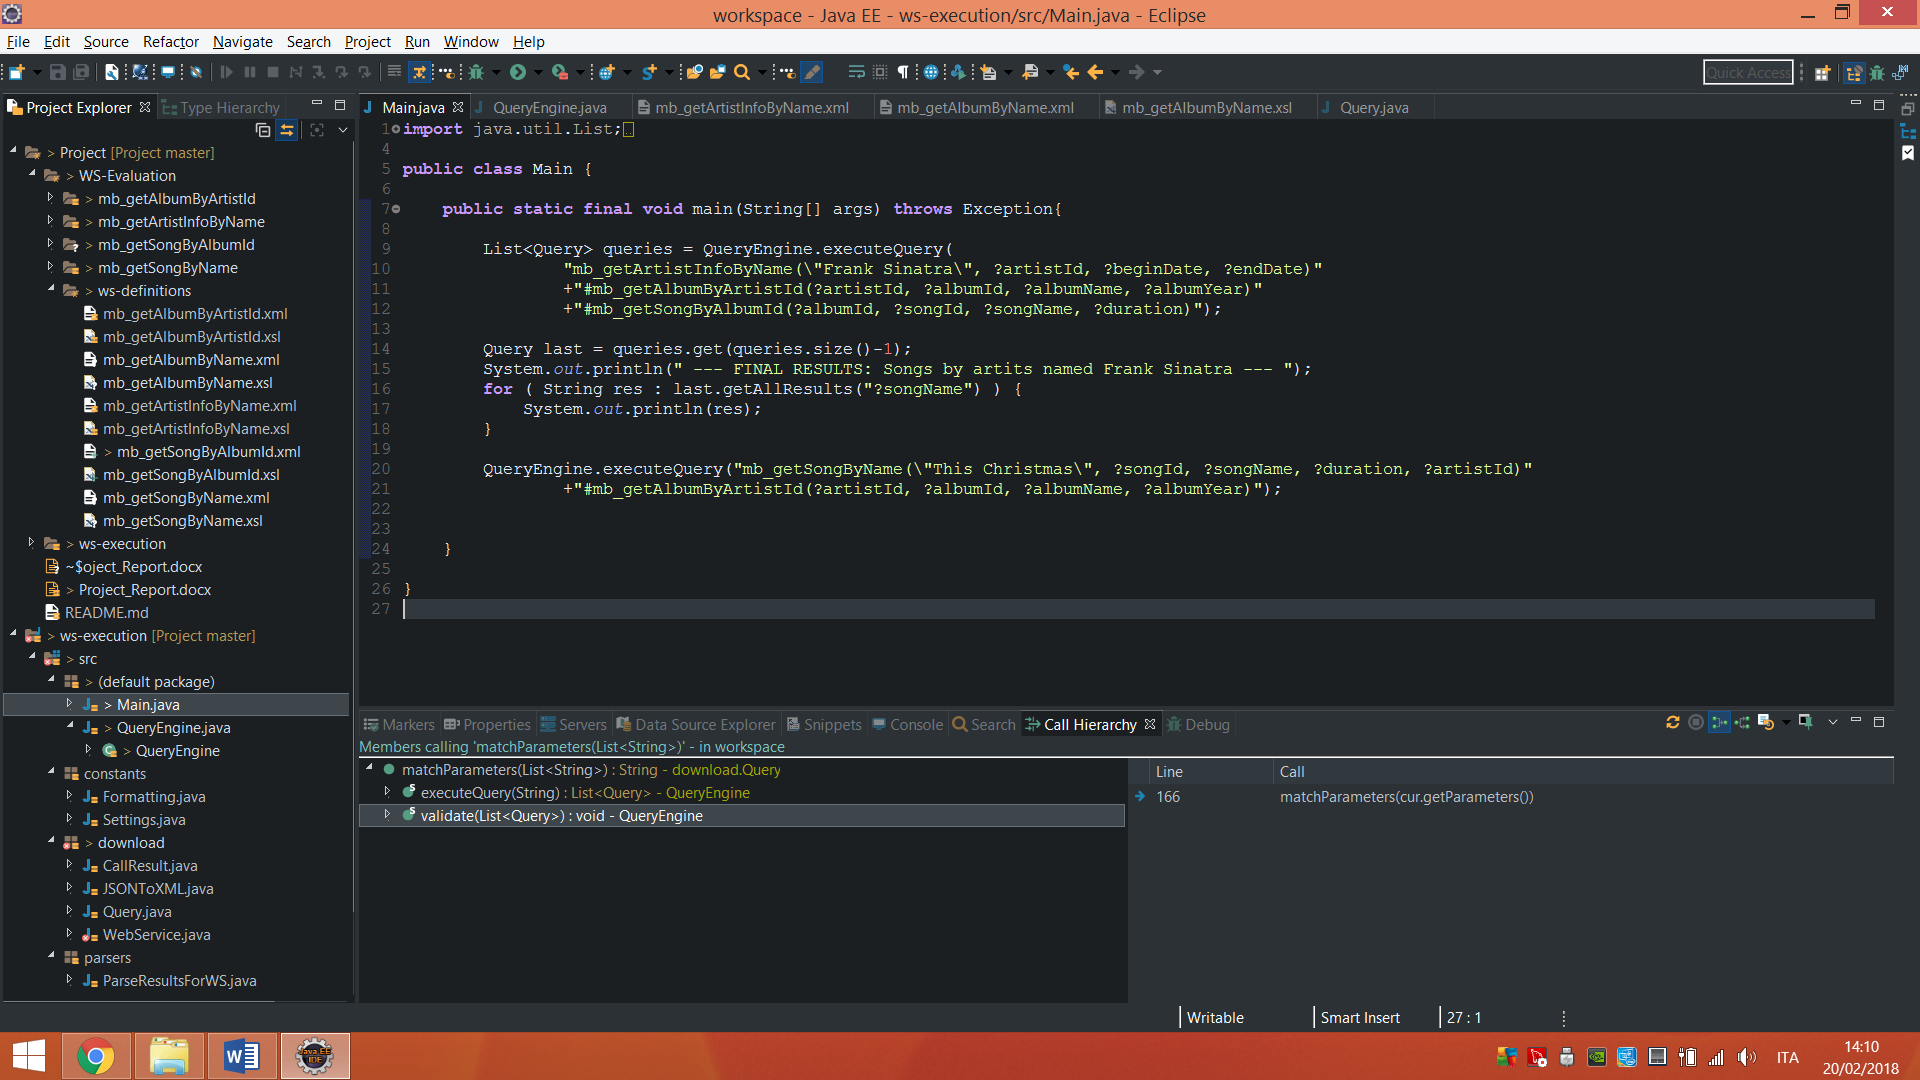 workspace - Java EE - ws-execution/src/Main.java - Eclipse
File Edit Source Refactor Navigate Search Project Run Window Help
Quick Access
Project Explorer Type Hierarchy
Main.java QueryEngine.java mb_getArtistInfoByName.xml mb_getAlbumByName.xml mb_getAlbumByName.xsl Query.java
> Project [Project master]
> WS-Evaluation
> mb_getAlbumByArtistId
> mb_getArtistInfoByName
> mb_getSongByAlbumId
> mb_getSongByName
> ws-definitions
mb_getAlbumByArtistId.xml
mb_getAlbumByArtistId.xsl
mb_getAlbumByName.xml
mb_getAlbumByName.xsl
mb_getArtistInfoByName.xml
mb_getArtistInfoByName.xsl
> mb_getSongByAlbumId.xml
mb_getSongByAlbumId.xsl
mb_getSongByName.xml
mb_getSongByName.xsl
> ws-execution
~$oject_Report.docx
> Project_Report.docx
README.md
> ws-execution [Project master]
> src
> (default package)
> Main.java
> QueryEngine.java
> QueryEngine
constants
Formatting.java
Settings.java
> download
CallResult.java
JSONToXML.java
Query.java
WebService.java
parsers
ParseResultsForWS.java
1 import java.util.List;
4
5 public class Main {
6
7 public static final void main(String[] args) throws Exception{
8
9 List<Query> queries = QueryEngine.executeQuery(
10 "mb_getArtistInfoByName(\"Frank Sinatra\", ?artistId, ?beginDate, ?endDate)"
11 +"#mb_getAlbumByArtistId(?artistId, ?albumId, ?albumName, ?albumYear)"
12 +"#mb_getSongByAlbumId(?albumId, ?songId, ?songName, ?duration)");
13
14 Query last = queries.get(queries.size()-1);
15 System.out.println(" --- FINAL RESULTS: Songs by artits named Frank Sinatra --- ");
16 for ( String res : last.getAllResults("?songName") ) {
17 System.out.println(res);
18 }
19
20 QueryEngine.executeQuery("mb_getSongByName(\"This Christmas\", ?songId, ?songName, ?duration, ?artistId)"
21 +"#mb_getAlbumByArtistId(?artistId, ?albumId, ?albumName, ?albumYear)");
22
23
24 }
25
26 }
27
Markers Properties Servers Data Source Explorer Snippets Console Search Call Hierarchy Debug
Members calling 'matchParameters(List<String>)' - in workspace
matchParameters(List<String>) : String - download.Query
executeQuery(String) : List<Query> - QueryEngine
validate(List<Query>) : void - QueryEngine
Line Call
166 matchParameters(cur.getParameters())
Writable Smart Insert 27 : 1
Java EE
IDE
ITA
14:10
20/02/2018